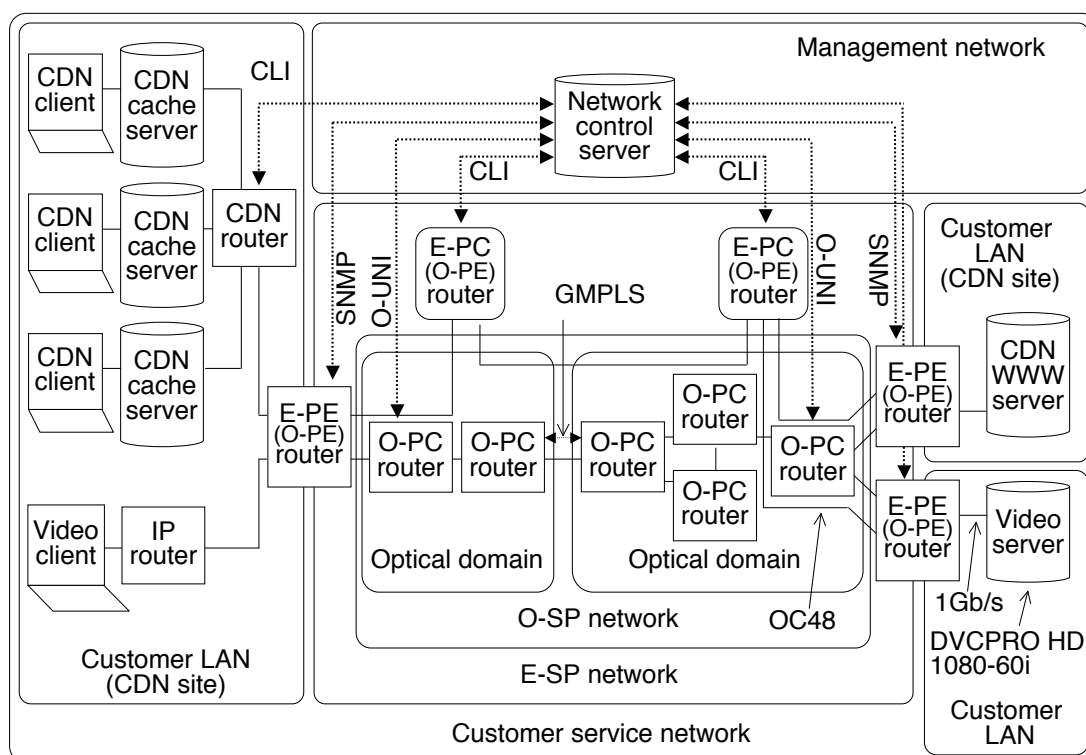 Management network
CDN
client
CDN
cache
server
CLI
Network
control
server
CDN
client
CDN
cache
server
CDN
router
CLI
CLI
SNMP
O-UNI
E-PC
(O-PE)
router
GMPLS
E-PC
(O-PE)
router
O-UNI
SNMP
Customer
LAN
(CDN site)
CDN
client
CDN
cache
server
E-PE
(O-PE)
router
O-PC
router
O-PC
router
O-PC
router
O-PC
router
O-PC
router
O-PC
router
E-PE
(O-PE)
router
CDN
WWW
server
Video
client
IP
router
E-PE
(O-PE)
router
Video
server
Optical domain
Optical domain
O-SP network
OC48
1Gb/s
DVCPRO HD
1080-60i
Customer LAN
(CDN site)
E-SP network
Customer service network
Customer
LAN